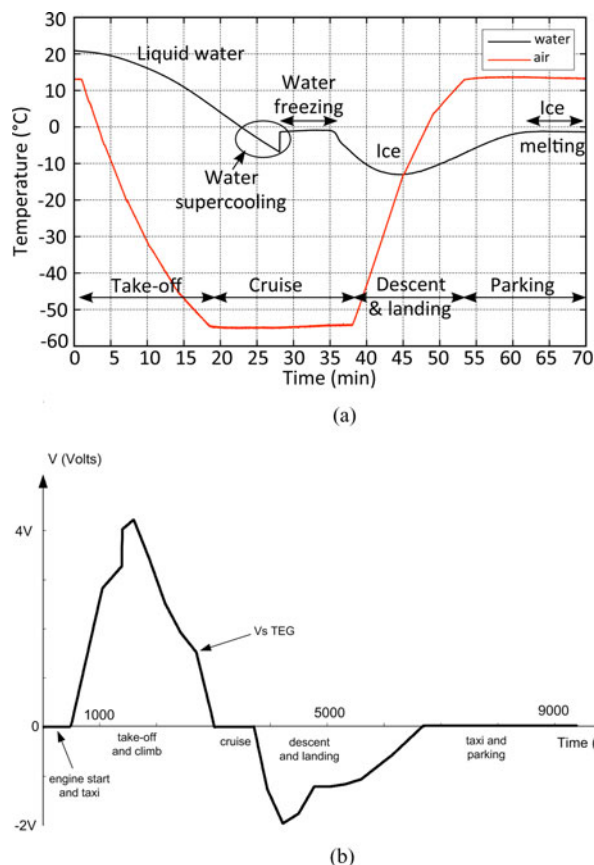 30
20
10
0
-10
-20
-30
-40
-50
-60
Temperature (°C)
Liquid water
water
air
Water
freezing
Ice
Ice
melting
Water
supercooling
Take-off
Cruise
Descent
& landing
Parking
0 5 10 15 20 25 30 35 40 45 50 55 60 65 70
Time (min)
(a)
V (Volts)
4V
Vs TEG
1000 5000 9000
0
take-off
and climb
cruise
descent
and landing
taxi and
parking
Time (
engine start
and taxi
-2V
(b)